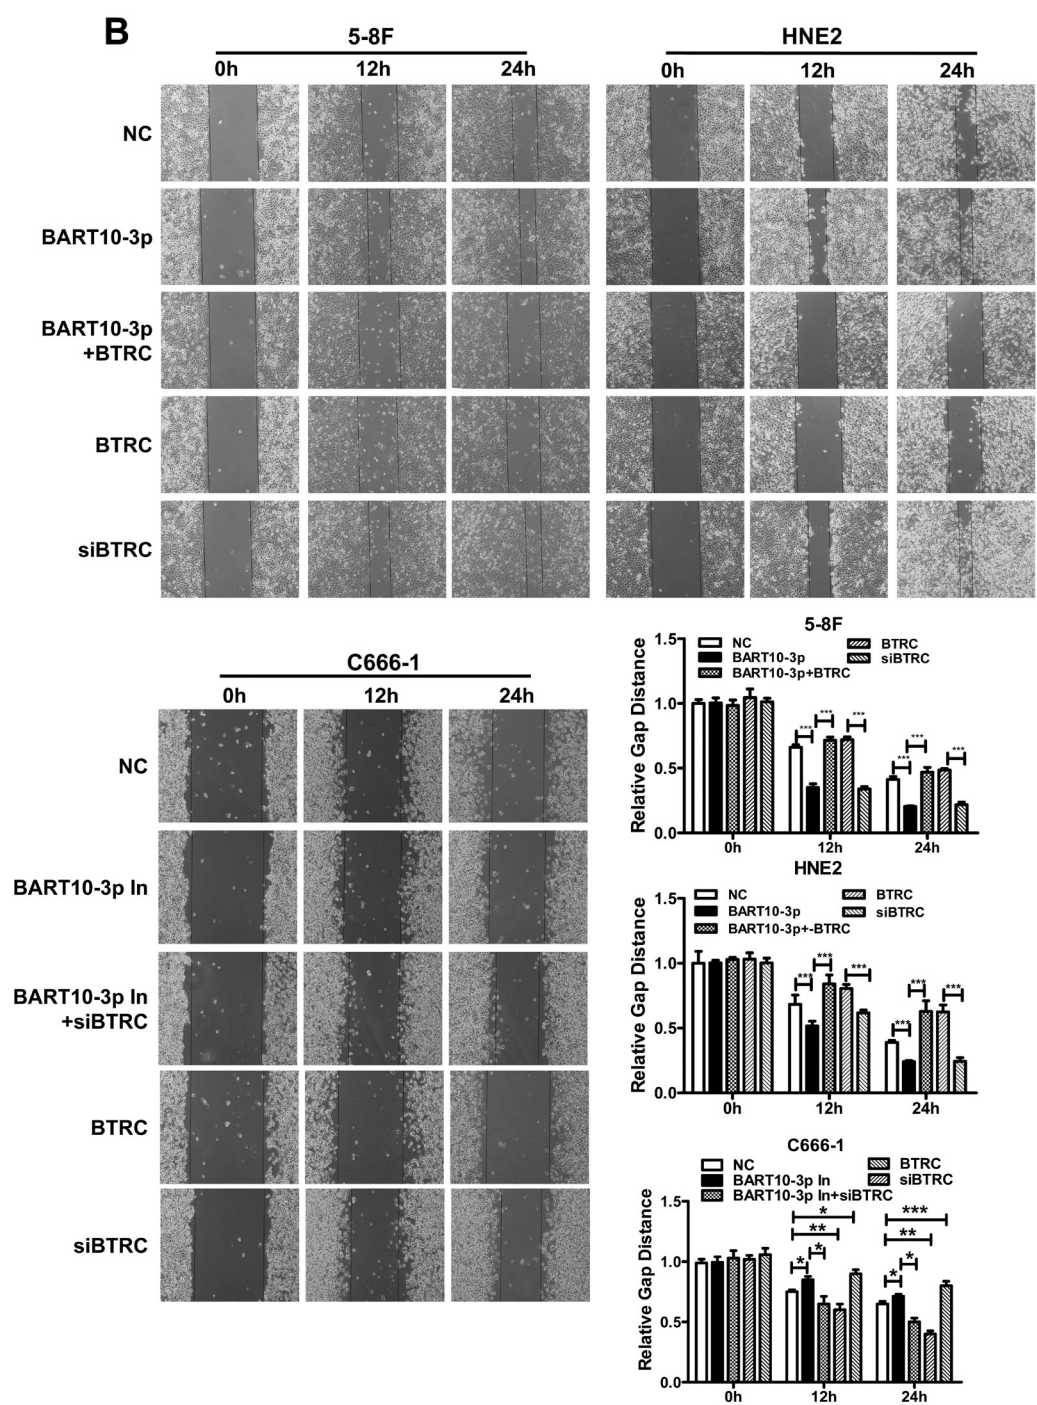 B
5-8F
HNE2
0h 12h 24h
0h 12h 24h
NC
BART10-3p
BART10-3p
+BTRC
BTRC
siBTRC
C666-1
0h 12h 24h
NC
BART10-3p In
BART10-3p In
+siBTRC
BTRC
siBTRC
5-8F
NC
BART10-3p
BART10-3p+BTRC
BTRC
siBTRC
Relative Gap Distance
1.5
1.0
0.5
0.0
*** *** ***
*** *** ***
0h 12h 24h
HNE2
NC
BART10-3p
BART10-3p+-BTRC
BTRC
siBTRC
Relative Gap Distance
1.5
1.0
0.5
0.0
*** *** ***
*** *** ***
0h 12h 24h
C666-1
NC
BART10-3p In
BART10-3p In+siBTRC
BTRC
siBTRC
Relative Gap Distance
1.5
1.0
0.5
0.0
* ** * *
*** ** * *
0h 12h 24h